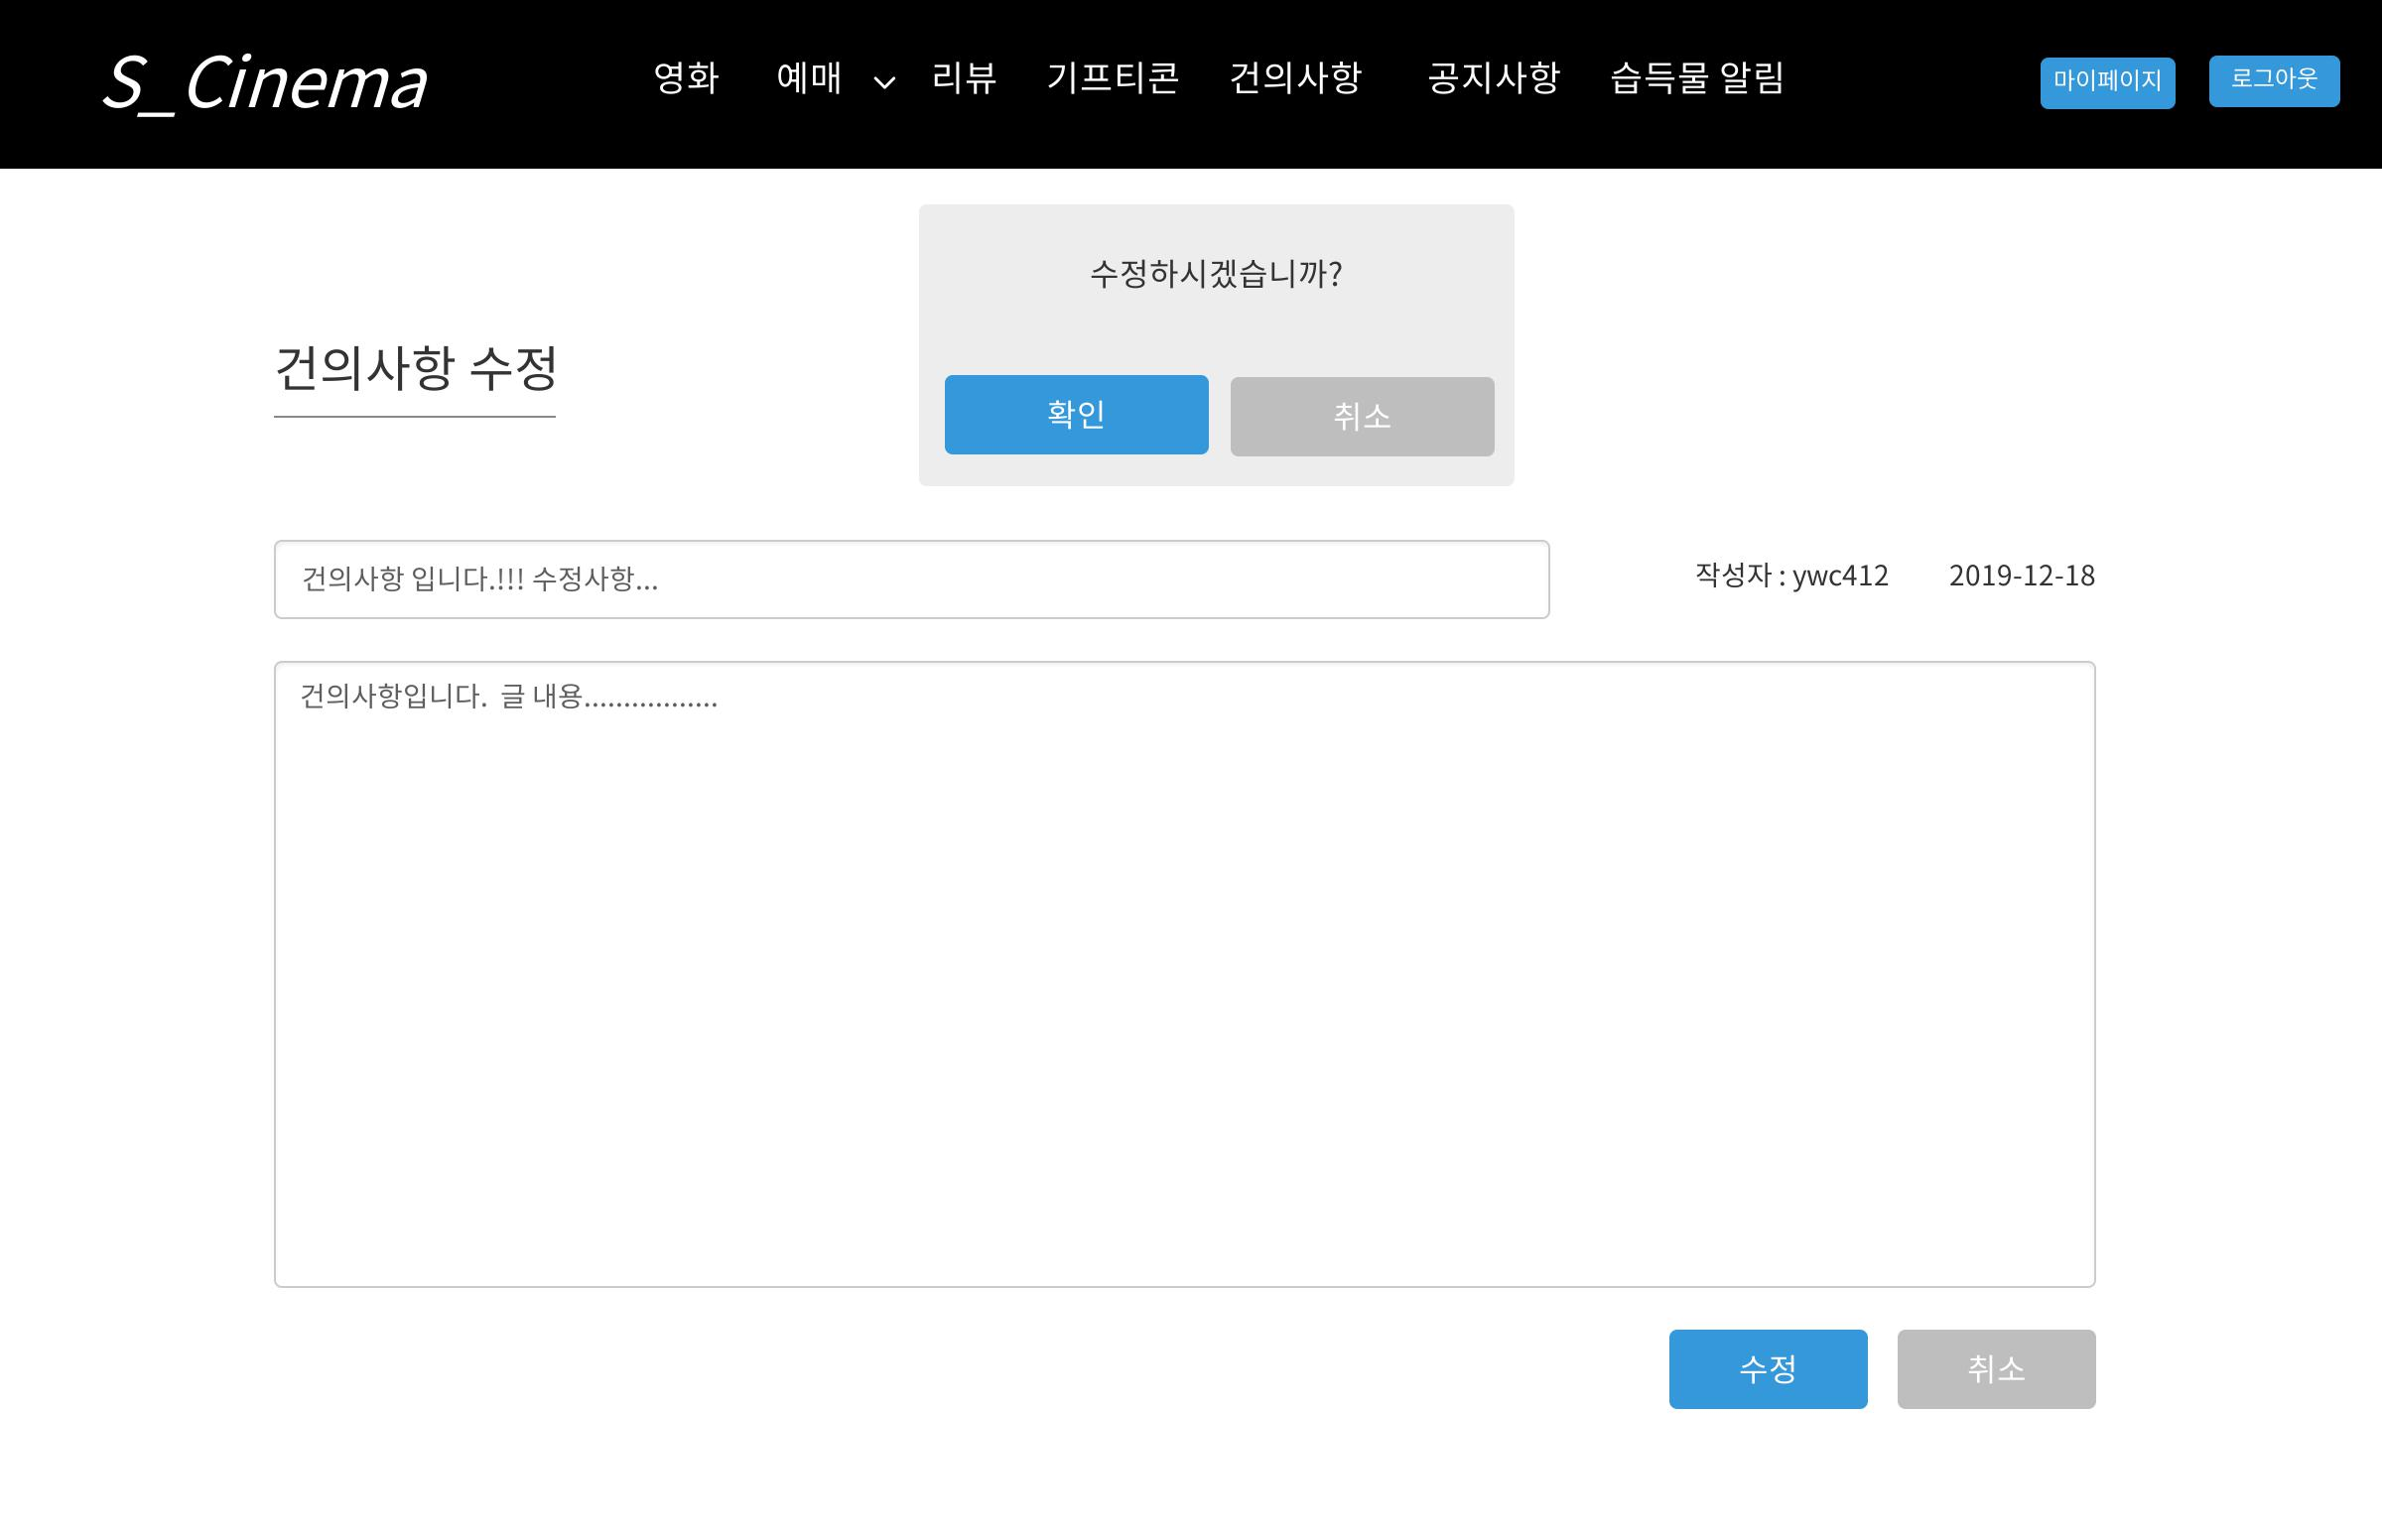 S_Cinema 영화 예매 리뷰 기프티콘 건의사항 공지사항 습득물 알림 마이페이지 로그아웃
수정하시겠습니까?
확인 취소
건의사항 수정
건의사항 입니다.!!! 수정사항... 작성자 : ywc412 2019-12-18
건의사항입니다.  글 내용.................
수정 취소